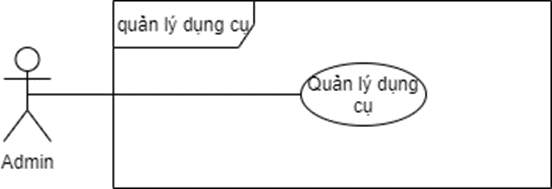 quản lý dụng cụ
Quản lý dụng
cụ
Admin